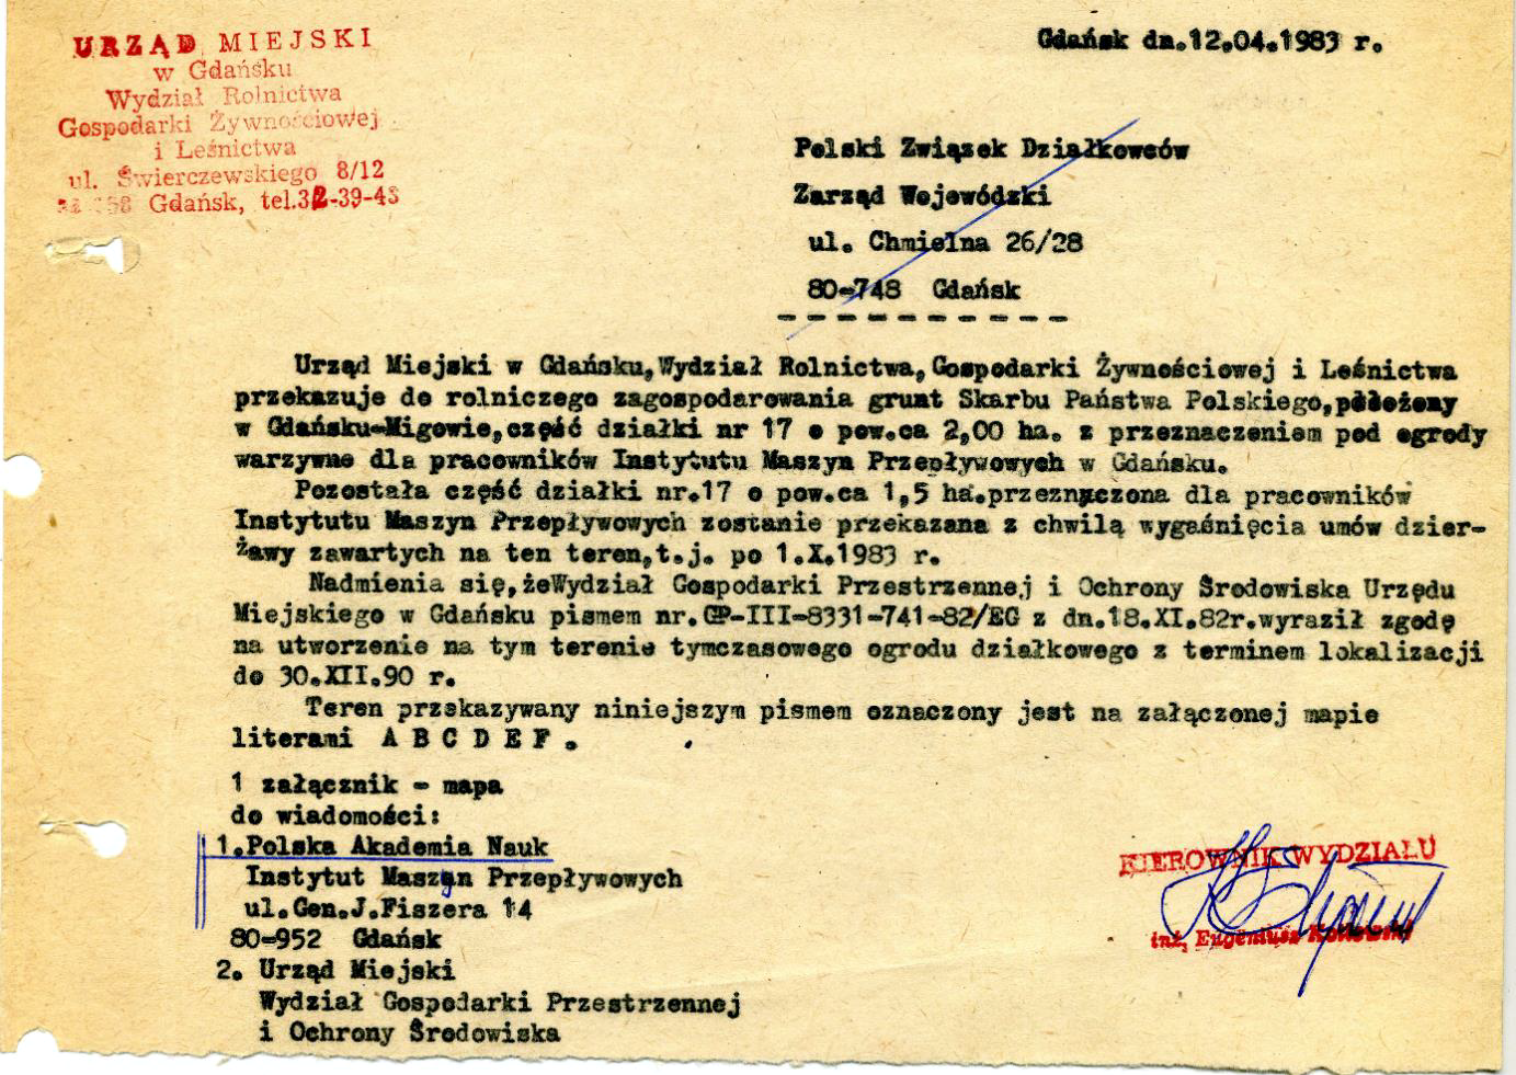 URZĄD MIEJSKI
w Gdańsku
Wydział Rolnictwa
Gospodarki Żywnościowej
i Leśnictwa
ul. Świerczewskiego 8/12
Gdańsk, tel.32-39-43
Gdańsk dn.12.04.1983 r.
Polski Związek Działkowców
Zarząd Wojewódzki
ul. Chmielna 26/28
80-748 Gdańsk
----------
Urząd Miejski w Gdańsku,Wydział Rolnictwa,Gospodarki Żywnościowej i Leśnictwa
przekazuje do rolniczego zagospodarowania grunt Skarbu Państwa Polskiego,położony
w Gdańsku-Migowie,część działki nr 17 o pow.ca 2,00 ha. z przeznaczeniem pod ogrody
warzywne dla pracowników Instytutu Maszyn Przepływowych w Gdańsku.
Pozostała część działki nr.17 o pow.ca 1,5 ha.przeznaczona dla pracowników
Instytutu Maszyn Przepływowych zostanie przekazana z chwilą wygaśnięcia umów dzier-
żawy zawartych na ten teren,t.j. po 1.X.1983 r.
Nadmienia się,żeWydział Gospodarki Przestrzennej i Ochrony Środowiska Urzędu
Miejskiego w Gdańsku pismem nr.GP-III-8331-741-82/EG z dn.18.XI.82r.wyraził zgodę
na utworzenie na tym terenie tymczasowego ogrodu działkowego z terminem lokalizacji
do 30.XII.90 r.
Teren przekazywany niniejszym pismem oznaczony jest na załączonej mapie
literami A B C D E F .
1 załącznik - mapa
do wiadomości:
1.Polska Akademia Nauk
Instytut Maszyn Przepływowych
ul.Gen.J.Fiszera 14
80-952 Gdańsk
2. Urząd Miejski
Wydział Gospodarki Przestrzennej
i Ochrony Środowiska
KIEROWNIK WYDZIAŁU
inż. Eugeniusz